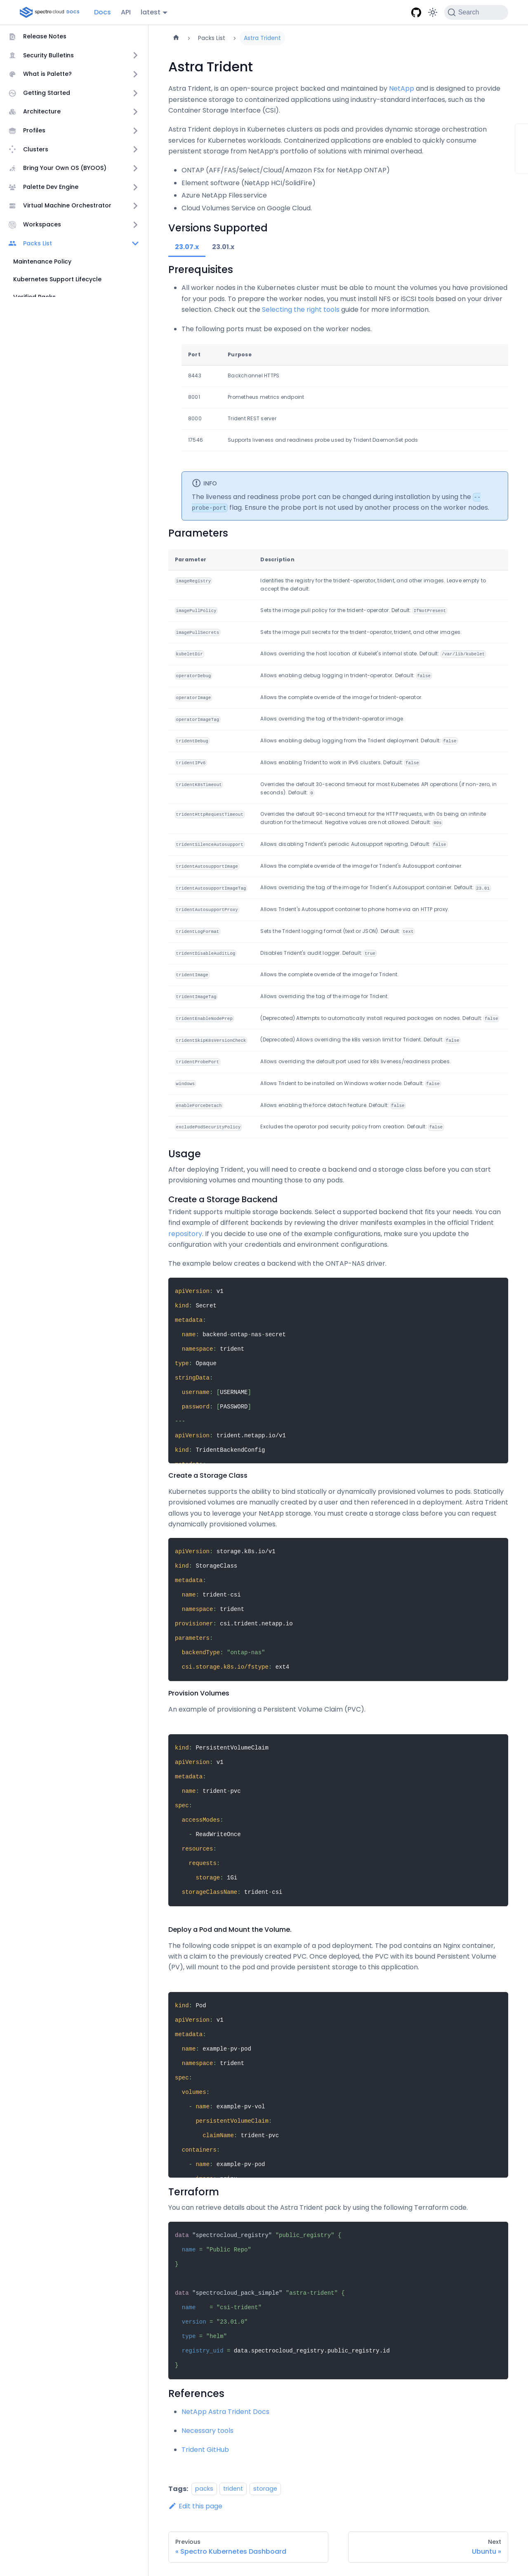 spectro cloud DOCS
Docs
API
latest
Search
Release Notes
Security Bulletins
What is Palette?
Getting Started
Architecture
Profiles
Clusters
Bring Your Own OS (BYOOS)
Palette Dev Engine
Virtual Machine Orchestrator
Workspaces
Packs List
Maintenance Policy
Kubernetes Support Lifecycle
Verified Packs
Packs List
Astra Trident
Astra Trident
Astra Trident, is an open-source project backed and maintained by NetApp and is designed to provide
persistence storage to containerized applications using industry-standard interfaces, such as the
Container Storage Interface (CSI).
Astra Trident deploys in Kubernetes clusters as pods and provides dynamic storage orchestration
services for Kubernetes workloads. Containerized applications are enabled to quickly consume
persistent storage from NetApp's portfolio of solutions with minimal overhead.
ONTAP (AFF/FAS/Select/Cloud/Amazon FSx for NetApp ONTAP)
Element software (NetApp HCI/SolidFire)
Azure NetApp Files service
Cloud Volumes Service on Google Cloud.
Versions Supported
23.07.x
23.01.x
Prerequisites
All worker nodes in the Kubernetes cluster must be able to mount the volumes you have provisioned
for your pods. To prepare the worker nodes, you must install NFS or iSCSI tools based on your driver
selection. Check out the Selecting the right tools guide for more information.
The following ports must be exposed on the worker nodes.
Port Purpose
8443 Backchannel HTTPS
8001 Prometheus metrics endpoint
8000 Trident REST server
17546 Supports liveness and readiness probe used by Trident DaemonSet pods
INFO
The liveness and readiness probe port can be changed during installation by using the --
probe-port flag. Ensure the probe port is not used by another process on the worker nodes.
Parameters
Parameter Description
imageRegistry Identifies the registry for the trident-operator, trident, and other images. Leave empty to
accept the default.
imagePullPolicy Sets the image pull policy for the trident-operator. Default: IfNotPresent
imagePullSecrets Sets the image pull secrets for the trident-operator, trident, and other images.
kubeletDir Allows overriding the host location of Kubelet's internal state. Default: /var/lib/kubelet
operatorDebug Allows enabling debug logging in trident-operator. Default: false
operatorImage Allows the complete override of the image for trident-operator.
operatorImageTag Allows overriding the tag of the trident-operator image.
tridentDebug Allows enabling debug logging from the Trident deployment. Default: false
tridentIPv6 Allows enabling Trident to work in IPv6 clusters. Default: false
tridentK8sTimeout Overrides the default 30-second timeout for most Kubernetes API operations (if non-zero, in
seconds). Default: 0
tridentHttpRequestTimeout Overrides the default 90-second timeout for the HTTP requests, with 0s being an infinite
duration for the timeout. Negative values are not allowed. Default: 90s
tridentSilenceAutosupport Allows disabling Trident's periodic Autosupport reporting. Default: false
tridentAutosupportImage Allows the complete override of the image for Trident's Autosupport container.
tridentAutosupportImageTag Allows overriding the tag of the image for Trident's Autosupport container. Default: 23.01
tridentAutosupportProxy Allows Trident's Autosupport container to phone home via an HTTP proxy.
tridentLogFormat Sets the Trident logging format (text or JSON). Default: text
tridentDisableAuditLog Disables Trident's audit logger. Default: true
tridentImage Allows the complete override of the image for Trident.
tridentImageTag Allows overriding the tag of the image for Trident.
tridentEnableNodePrep (Deprecated) Attempts to automatically install required packages on nodes. Default: false
tridentSkipK8sVersionCheck (Deprecated) Allows overriding the k8s version limit for Trident. Default: false
tridentProbePort Allows overriding the default port used for k8s liveness/readiness probes.
windows Allows Trident to be installed on Windows worker node. Default: false
enableForceDetach Allows enabling the force detach feature. Default: false
excludePodSecurityPolicy Excludes the operator pod security policy from creation. Default: false
Usage
After deploying Trident, you will need to create a backend and a storage class before you can start
provisioning volumes and mounting those to any pods.
Create a Storage Backend
Trident supports multiple storage backends. Select a supported backend that fits your needs. You can
find example of different backends by reviewing the driver manifests examples in the official Trident
repository. If you decide to use one of the example configurations, make sure you update the
configuration with your credentials and environment configurations.
The example below creates a backend with the ONTAP-NAS driver.
apiVersion: v1
kind: Secret
metadata:
name: backend-ontap-nas-secret
namespace: trident
type: Opaque
stringData:
username: [USERNAME]
password: [PASSWORD]
---
apiVersion: trident.netapp.io/v1
kind: TridentBackendConfig
Create a Storage Class
Kubernetes supports the ability to bind statically or dynamically provisioned volumes to pods. Statically
provisioned volumes are manually created by a user and then referenced in a deployment. Astra Trident
allows you to leverage your NetApp storage. You must create a storage class before you can request
dynamically provisioned volumes.
apiVersion: storage.k8s.io/v1
kind: StorageClass
metadata:
name: trident-csi
namespace: trident
provisioner: csi.trident.netapp.io
parameters:
backendType: "ontap-nas"
csi.storage.k8s.io/fstype: ext4
Provision Volumes
An example of provisioning a Persistent Volume Claim (PVC).
kind: PersistentVolumeClaim
apiVersion: v1
metadata:
name: trident-pvc
spec:
accessModes:
- ReadWriteOnce
resources:
requests:
storage: 1Gi
storageClassName: trident-csi
Deploy a Pod and Mount the Volume.
The following code snippet is an example of a pod deployment. The pod contains an Nginx container,
with a claim to the previously created PVC. Once deployed, the PVC with its bound Persistent Volume
(PV), will mount to the pod and provide persistent storage to this application.
kind: Pod
apiVersion: v1
metadata:
name: example-pv-pod
namespace: trident
spec:
volumes:
- name: example-pv-vol
persistentVolumeClaim:
claimName: trident-pvc
containers:
- name: example-pv-pod
Terraform
You can retrieve details about the Astra Trident pack by using the following Terraform code.
data "spectrocloud_registry" "public_registry" {
name = "Public Repo"
}
data "spectrocloud_pack_simple" "astra-trident" {
name = "csi-trident"
version = "23.01.0"
type = "helm"
registry_uid = data.spectrocloud_registry.public_registry.id
}
References
NetApp Astra Trident Docs
Necessary tools
Trident GitHub
Tags: packs trident storage
Edit this page
Previous
« Spectro Kubernetes Dashboard
Next
Ubuntu »